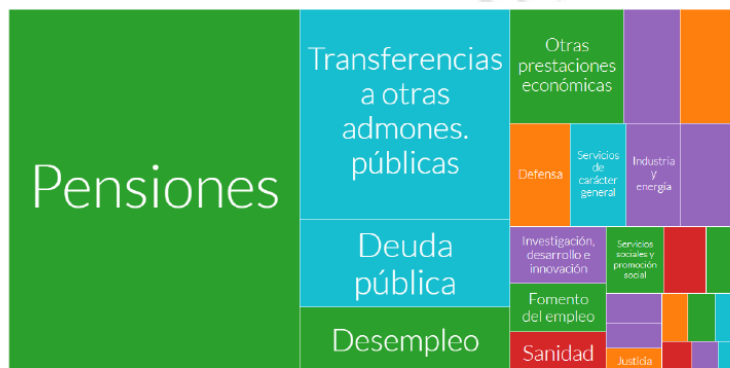 Pensiones
Transferencias
a otras
admones.
públicas
Deuda
pública
Desempleo
Otras
prestaciones
económicas
Defensa
Servicios
de
carácter
general
Industria
y
energía
Investigación,
desarrollo e
innovación
Servicios
sociales y
promoción
social
Fomento
del empleo
Sanidad
Justicia